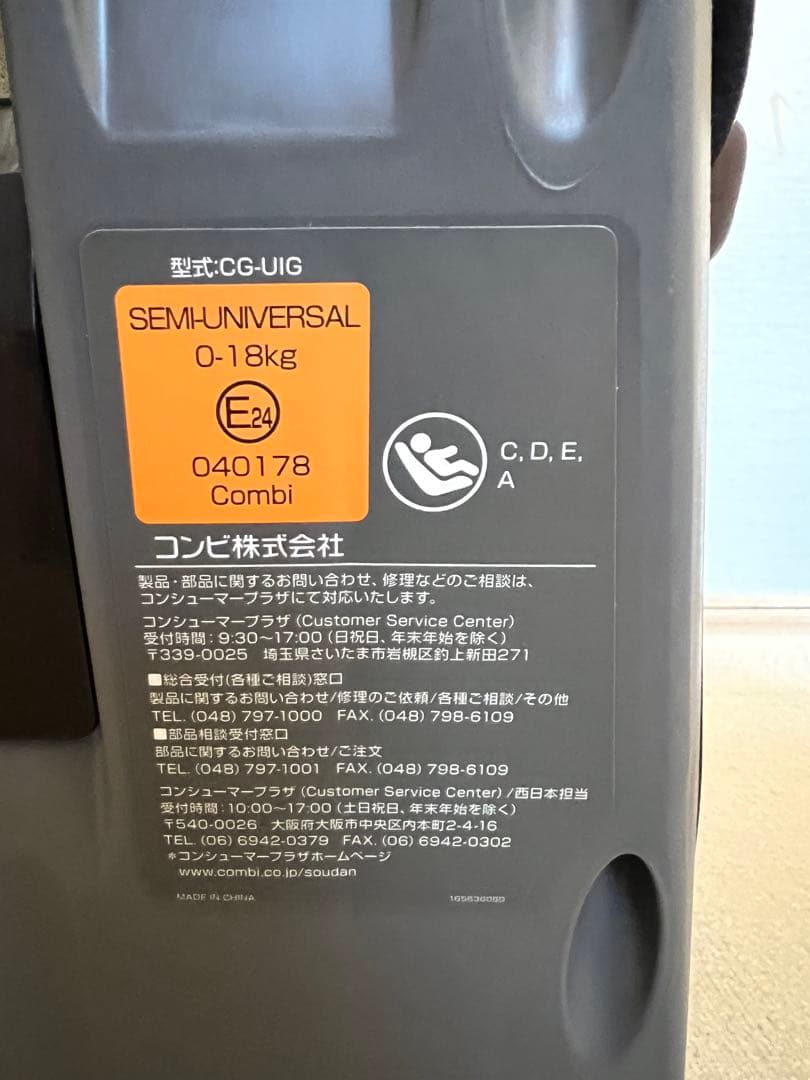 型式:CG-UIG
SEMI-UNIVERSAL
0-18kg
E24
040178
Combi
C, D, E,
A
コンビ株式会社
製品・部品に関するお問い合わせ、修理などのご相談は、
コンシューマープラザにて対応いたします。
コンシューマープラザ (Customer Service Center)
受付時間:9:30~17:00 (日祝日、年末年始を除く)
〒339-0025 埼玉県さいたま市岩槻区釣上新田271
■総合受付(各種ご相談)窓口
製品に関するお問い合わせ/修理のご依頼/各種ご相談/その他
TEL. (048) 797-1000 FAX. (048) 798-6109
■部品相談受付窓口
部品に関するお問い合わせ/ご注文
TEL. (048) 797-1001 FAX. (048) 798-6109
コンシューマープラザ (Customer Service Center) /西日本担当
受付時間:10:00~17:00 (土日祝日、年末年始を除く)
〒540-0026 大阪府大阪市中央区内本町2-4-16
TEL. (06) 6942-0379 FAX. (06) 6942-0302
*コンシューマープラザホームページ
www.combi.co.jp/soudan
MADE IN CHINA